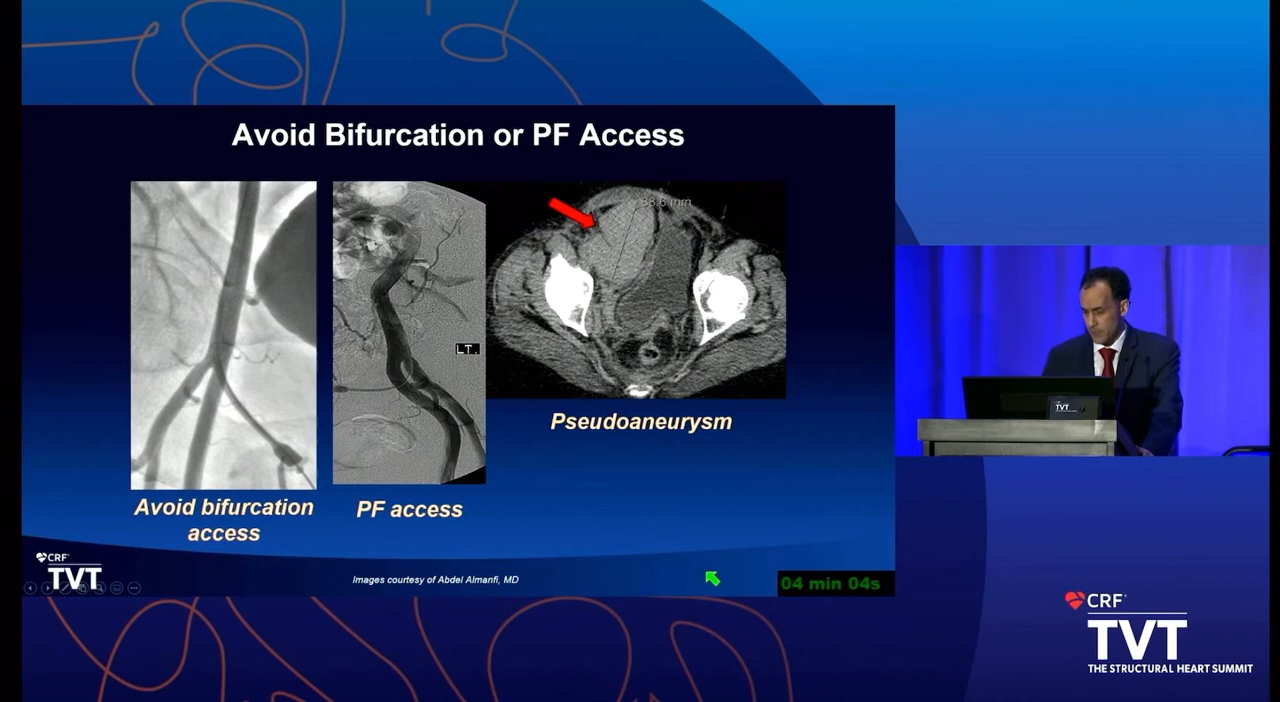 Avoid Bifurcation or PF Access
LT.
Pseudoaneurysm
Avoid bifurcation
access
PF access
CRF
TVT
Images courtesy of Abdel Almanfi, MD
04 min 04s
TVT
CRF
TVT
THE STRUCTURAL HEART SUMMIT